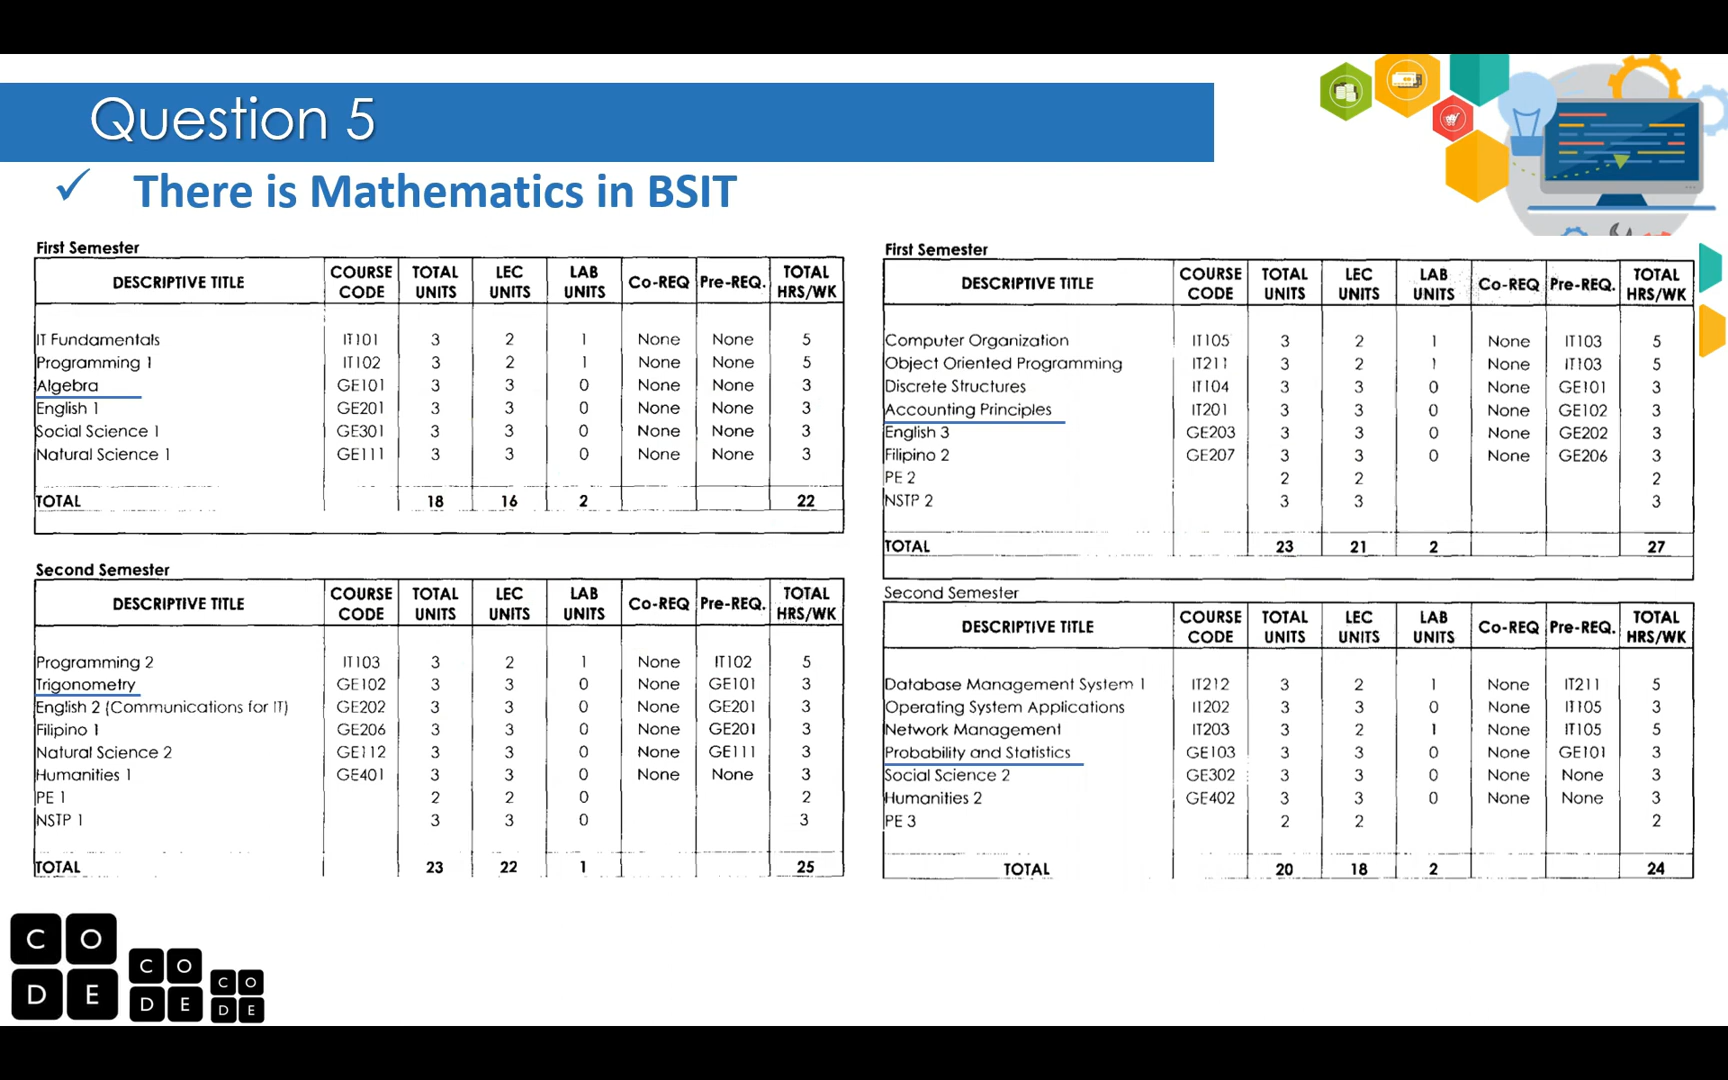 Question 5
✓ There is Mathematics in BSIT
First Semester
DESCRIPTIVE TITLE COURSE CODE TOTAL UNITS LEC UNITS LAB UNITS Co-REQ Pre-REQ. TOTAL HRS/WK
IT Fundamentals IT101 3 2 1 None None 5
Programming 1 IT102 3 2 1 None None 5
Algebra GE101 3 3 0 None None 3
English 1 GE201 3 3 0 None None 3
Social Science 1 GE301 3 3 0 None None 3
Natural Science 1 GE111 3 3 0 None None 3
TOTAL 18 16 2 22
Second Semester
DESCRIPTIVE TITLE COURSE CODE TOTAL UNITS LEC UNITS LAB UNITS Co-REQ Pre-REQ. TOTAL HRS/WK
Programming 2 IT103 3 2 1 None IT102 5
Trigonometry GE102 3 3 0 None GE101 3
English 2 (Communications for IT) GE202 3 3 0 None GE201 3
Filipino 1 GE206 3 3 0 None GE201 3
Natural Science 2 GE112 3 3 0 None GE111 3
Humanities 1 GE401 3 3 0 None None 3
PE 1 2 2 0 2
NSTP 1 3 3 0 3
TOTAL 23 22 1 25
First Semester
DESCRIPTIVE TITLE COURSE CODE TOTAL UNITS LEC UNITS LAB UNITS Co-REQ Pre-REQ. TOTAL HRS/WK
Computer Organization IT105 3 2 1 None IT103 5
Object Oriented Programming IT211 3 2 1 None IT103 5
Discrete Structures IT104 3 3 0 None GE101 3
Accounting Principles IT201 3 3 0 None GE102 3
English 3 GE203 3 3 0 None GE202 3
Filipino 2 GE207 3 3 0 None GE206 3
PE 2 2 2 2
NSTP 2 3 3 3
TOTAL 23 21 2 27
Second Semester
DESCRIPTIVE TITLE COURSE CODE TOTAL UNITS LEC UNITS LAB UNITS Co-REQ Pre-REQ. TOTAL HRS/WK
Database Management System 1 IT212 3 2 1 None IT211 5
Operating System Applications IT202 3 3 0 None IT105 3
Network Management IT203 3 2 1 None IT105 5
Probability and Statistics GE103 3 3 0 None GE101 3
Social Science 2 GE302 3 3 0 None None 3
Humanities 2 GE402 3 3 0 None None 3
PE 3 2 2 2
TOTAL 20 18 2 24
CODE
CODE
CODE